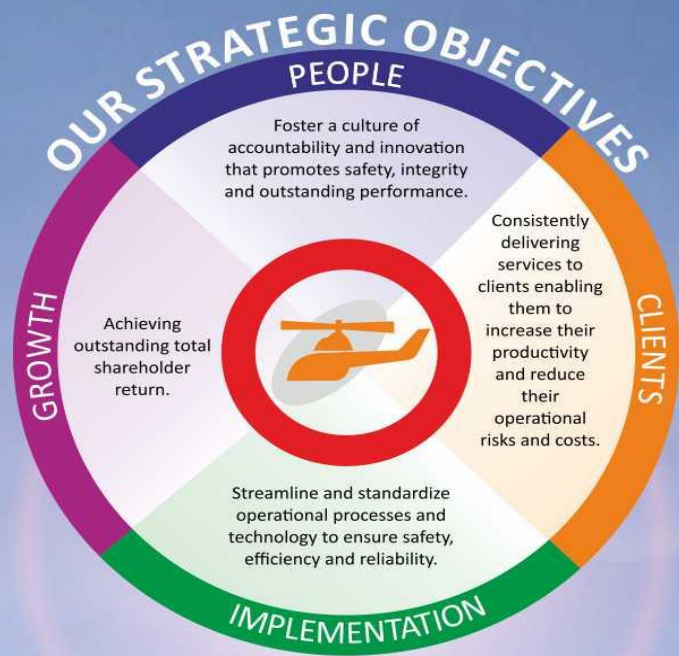 OUR STRATEGIC OBJECTIVES
PEOPLE
Foster a culture of
accountability and innovation
that promotes safety, integrity
and outstanding performance.
Consistently
delivering
services to
clients enabling
them to
increase their
productivity
and reduce
their
operational
risks and costs.
CLIENTS
GROWTH
Achieving
outstanding total
shareholder
return.
Streamline and standardize
operational processes and
technology to ensure safety,
efficiency and reliability.
IMPLEMENTATION